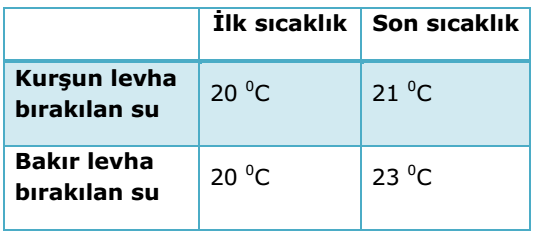 İlk sıcaklık Son sıcaklık
Kurşun levha
bırakılan su 20 ⁰C 21 ⁰C
Bakır levha
bırakılan su 20 ⁰C 23 ⁰C